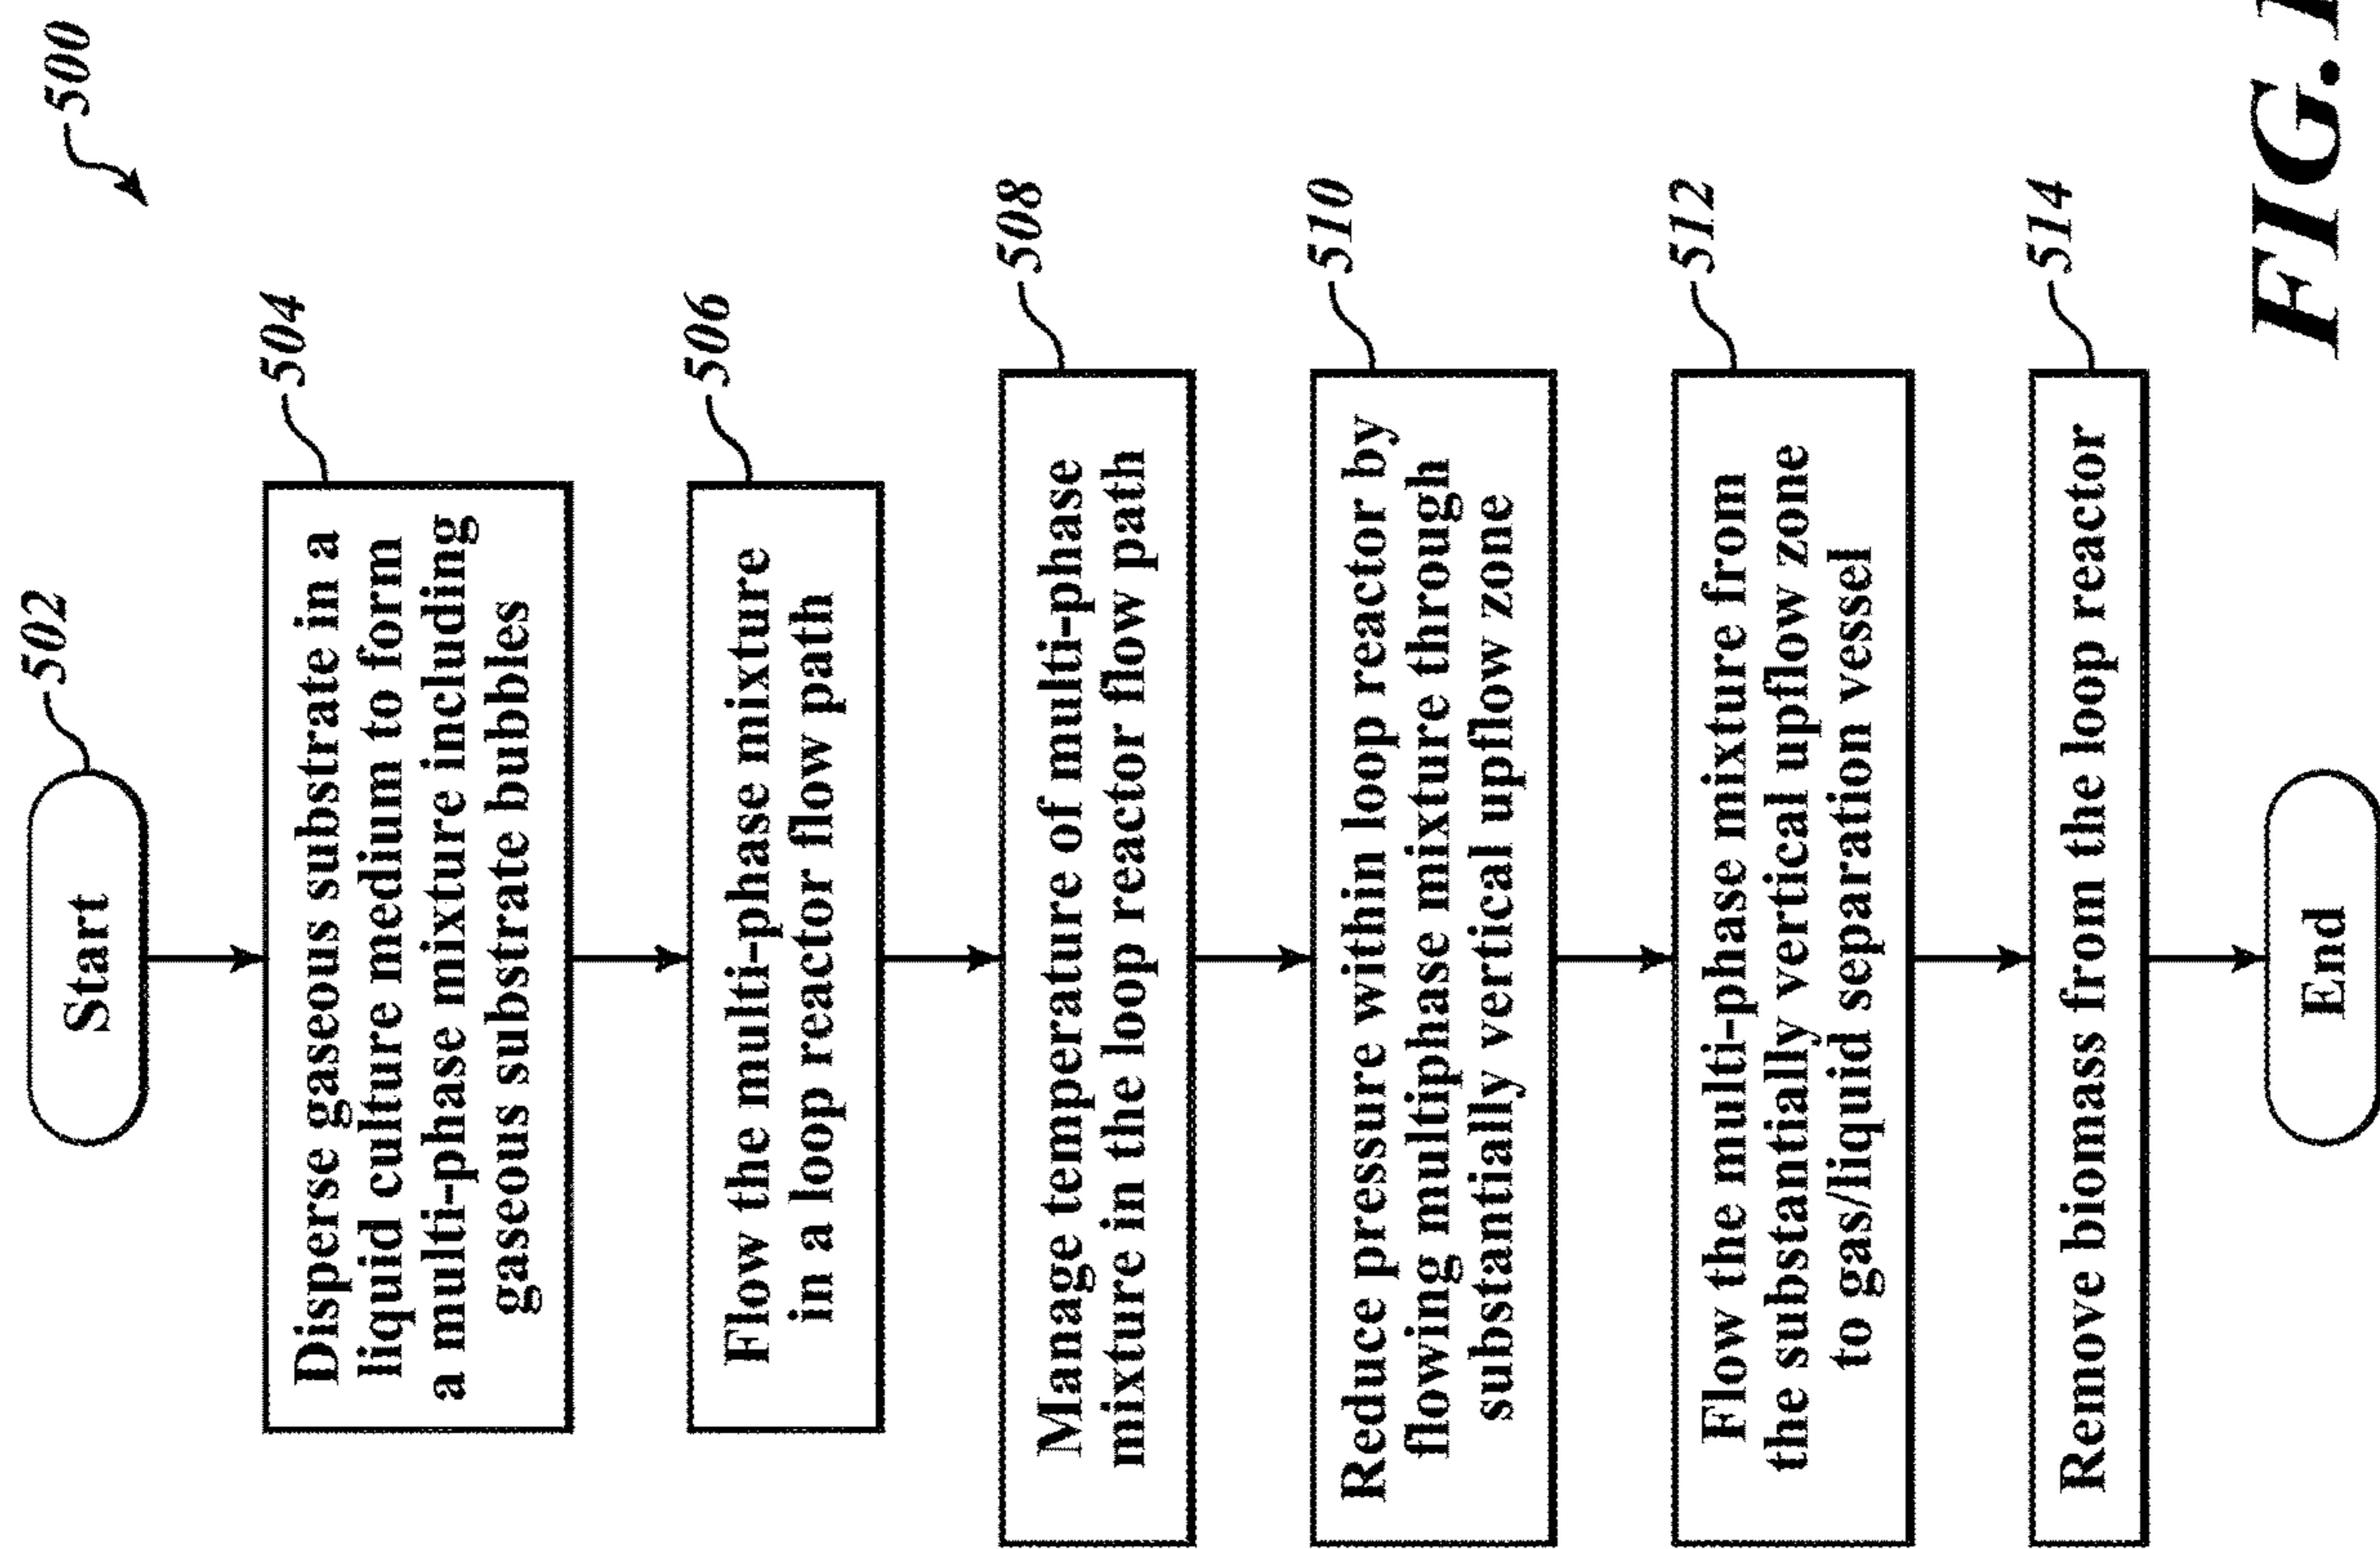 500
502
Start
504
Disperse gaseous substrate in a
liquid culture medium to form
a multi-phase mixture including
gaseous substrate bubbles
506
Flow the multi-phase mixture
in a loop reactor flow path
508
Manage temperature of multi-phase
mixture in the loop reactor flow path
510
Reduce pressure within loop reactor by
flowing multiphase mixture through
substantially vertical upflow zone
512
Flow the multi-phase mixture from
the substantially vertical upflow zone
to gas/liquid separation vessel
514
Remove biomass from the loop reactor
End
FIG.